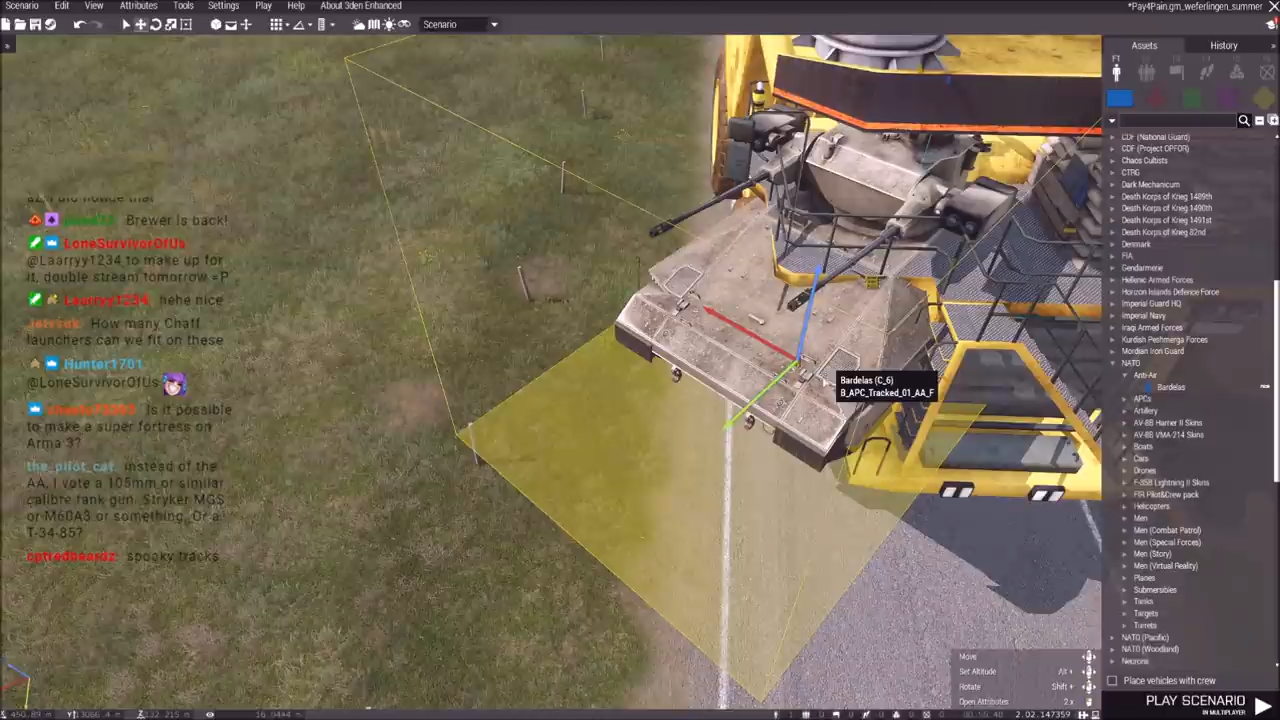 Scenario Edit View Attributes Tools Settings Play Help About 3den Enhanced
*Pay4Pain.gm_weferlingen_summer
Scenario
Brewer is back!
LoneSurvivorOfUs
@Laarryy1234 to make up for
it, double stream tomorrow =P
Laarryy1234: hehe nice
How many Chaff
launchers can we fit on these
Hunter1701
@LoneSurvivorOfUs
Is it possible
to make a super fortress on
Arma 3?
the_pilot_cat: instead of the
AA, I vote a 105mm or similar
calibre tank gun. Stryker MGS
or M60A3 or something. Or a
T-34-85?
spooky tracks
Bardelas (C_6)
B_APC_Tracked_01_AA_F
Assets History
CDF (National Guard)
CDF (Project OPFOR)
Chaos Cultists
CTRG
Dark Mechanicum
Death Korps of Krieg 1489th
Death Korps of Krieg 1490th
Death Korps of Krieg 1491st
Death Korps of Krieg 82nd
Denmark
FIA
Gendarmerie
Hellenic Armed Forces
Horizon Islands Defence Force
Imperial Guard HQ
Imperial Navy
Iraqi Armed Forces
Kurdish Peshmerga Forces
Mordian Iron Guard
NATO
Anti-Air
Bardelas
APCs
Artillery
AV-8B Harrier II Skins
AV-8B VMA-214 Skins
Boats
Cars
Drones
F-35B Lightning II Skins
FIR Pilot&Crew pack
Helicopters
Men
Men (Combat Patrol)
Men (Special Forces)
Men (Story)
Men (Virtual Reality)
Planes
Submersibles
Tanks
Targets
Turrets
NATO (Pacific)
NATO (Woodland)
Necrons
Place vehicles with crew
Move
Set Altitude Alt +
Rotate Shift +
Open Attributes 2 x
PLAY SCENARIO
IN MULTIPLAYER
2.02.147359